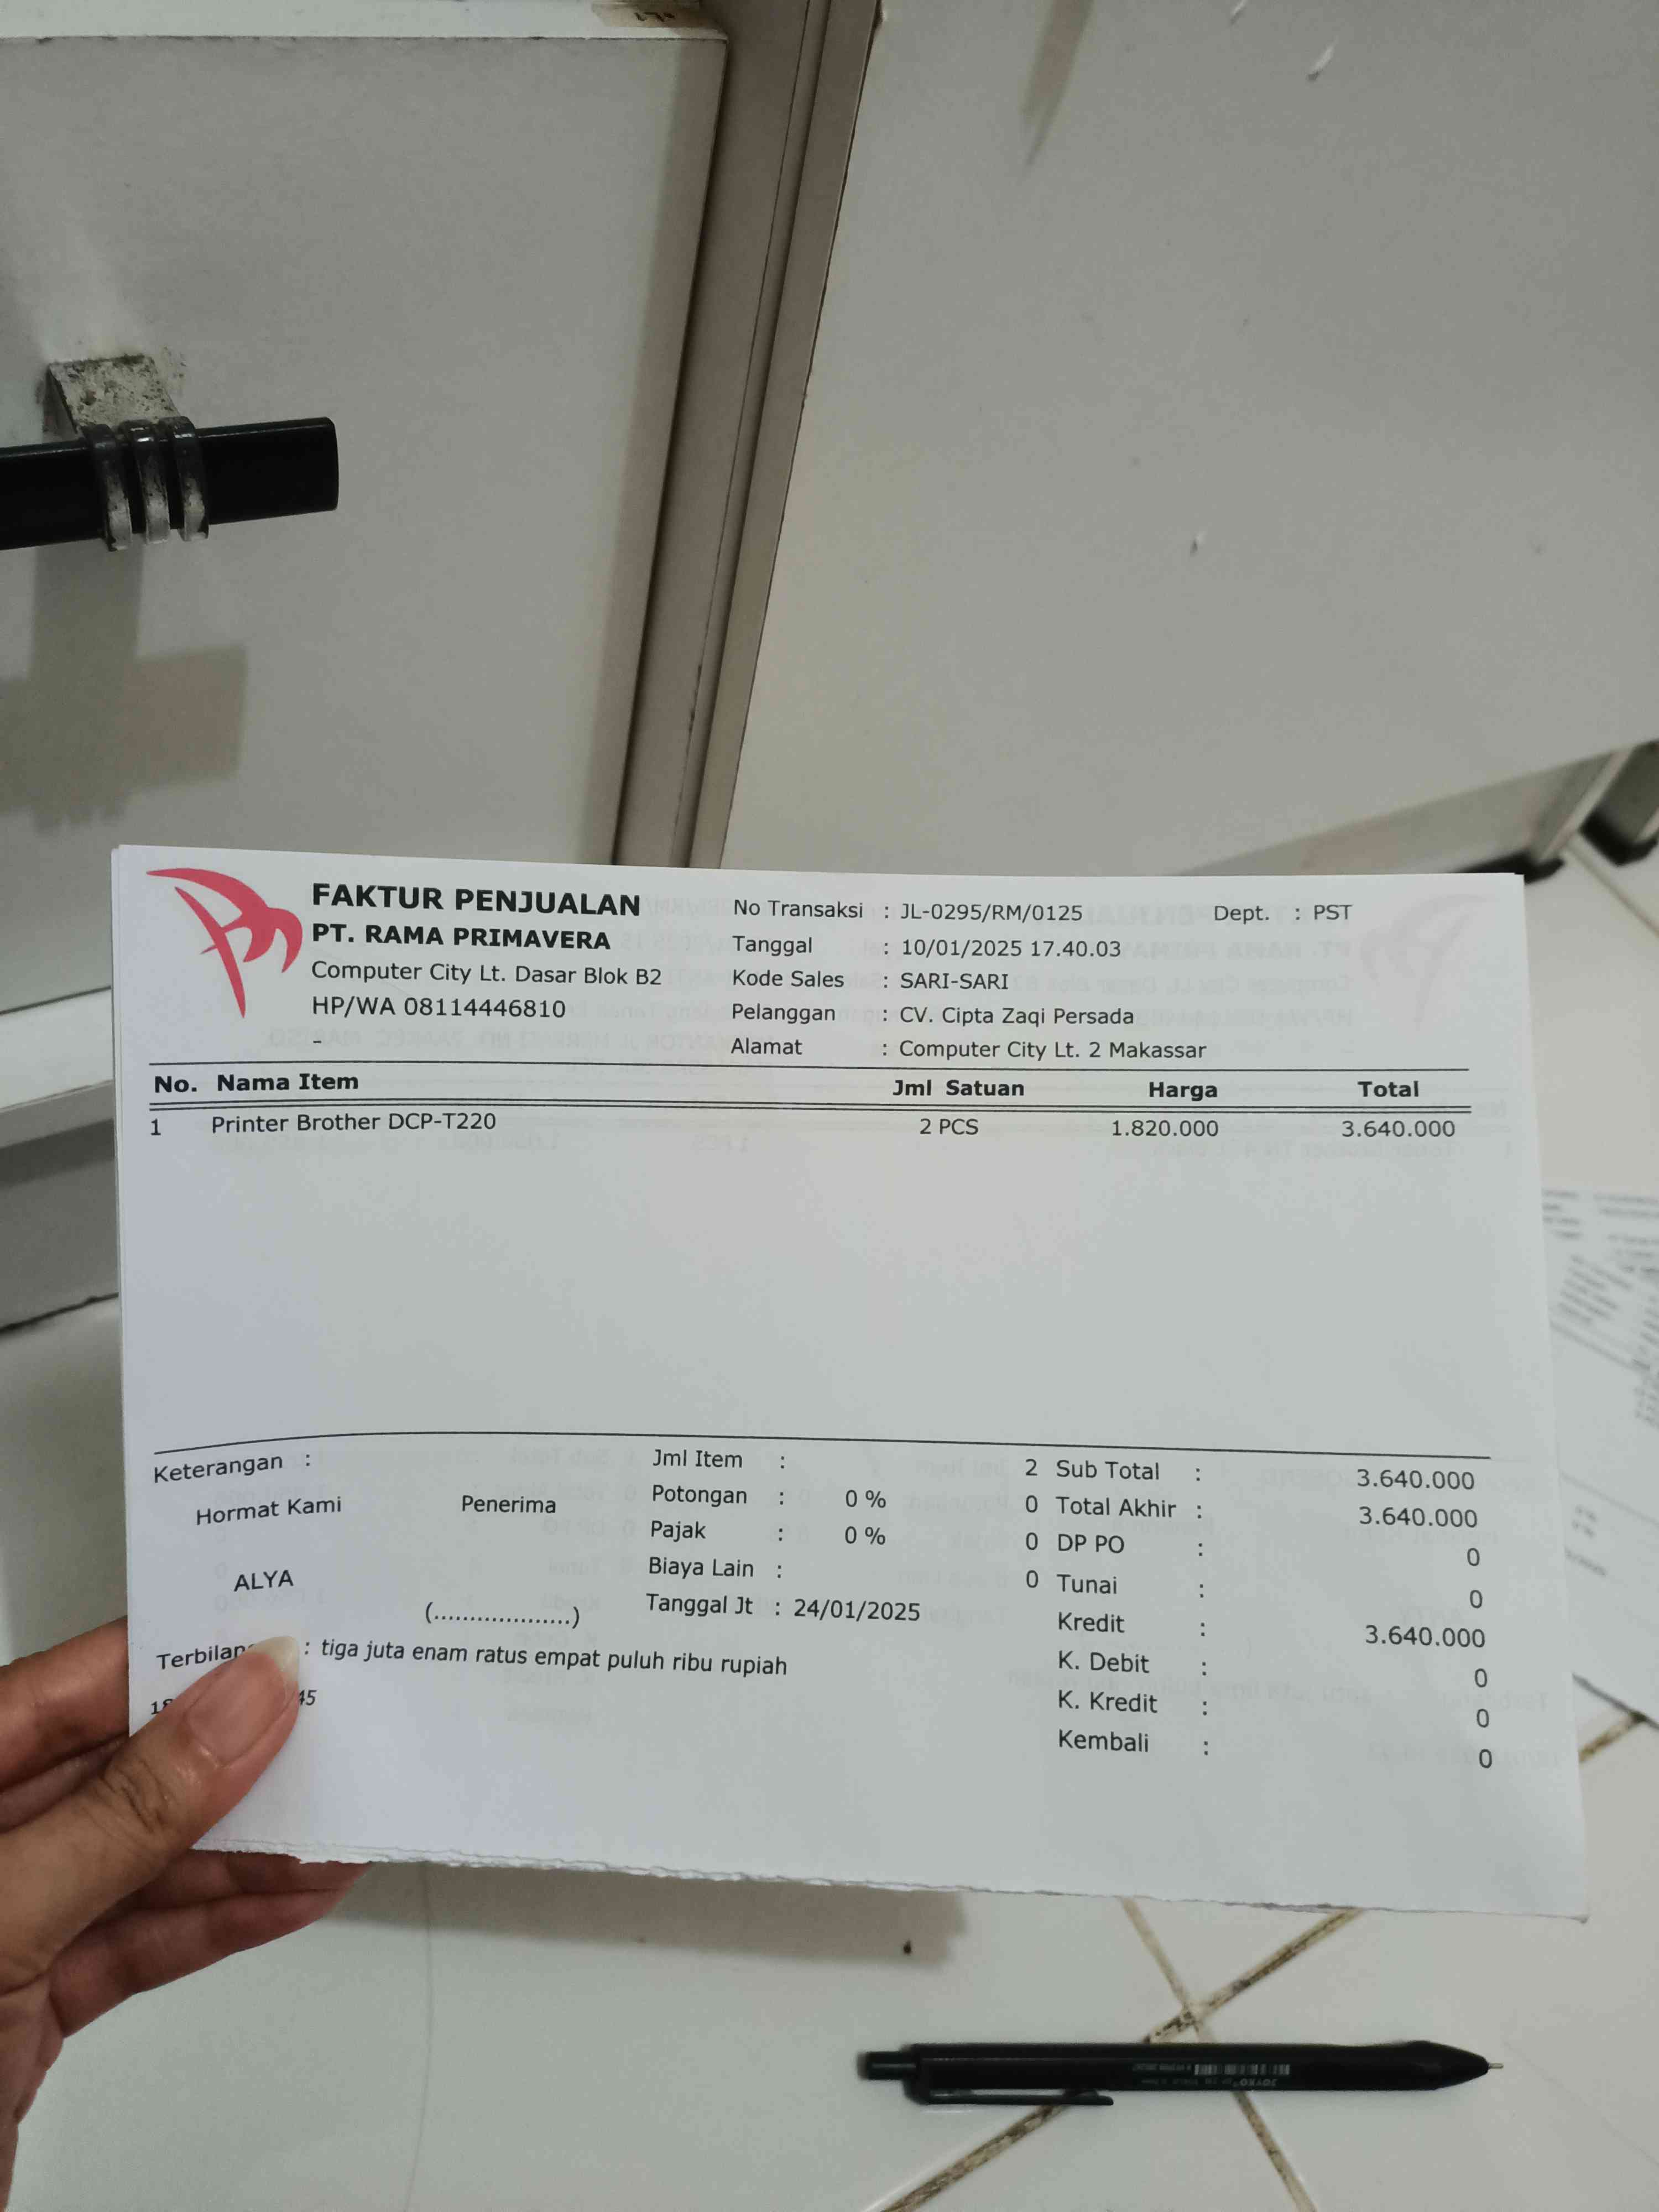 FAKTUR PENJUALAN
PT. RAMA PRIMAVERA
Computer City Lt. Dasar Blok B2
HP/WA 08114446810
-
No Transaksi : JL-0295/RM/0125 Dept. : PST
Tanggal : 10/01/2025 17.40.03
Kode Sales : SARI-SARI
Pelanggan : CV. Cipta Zaqi Persada
Alamat : Computer City Lt. 2 Makassar
No. Nama Item Jml Satuan Harga Total
1 Printer Brother DCP-T220 2 PCS 1.820.000 3.640.000
Keterangan :
Hormat Kami Penerima
ALYA
(...................)
Jml Item : 2
Potongan : 0 % 0
Pajak : 0 % 0
Biaya Lain : 0
Tanggal Jt : 24/01/2025
Sub Total : 3.640.000
Total Akhir : 3.640.000
DP PO : 0
Tunai : 0
Kredit : 3.640.000
K. Debit : 0
K. Kredit : 0
Kembali : 0
: tiga juta enam ratus empat puluh ribu rupiah
JOYKO